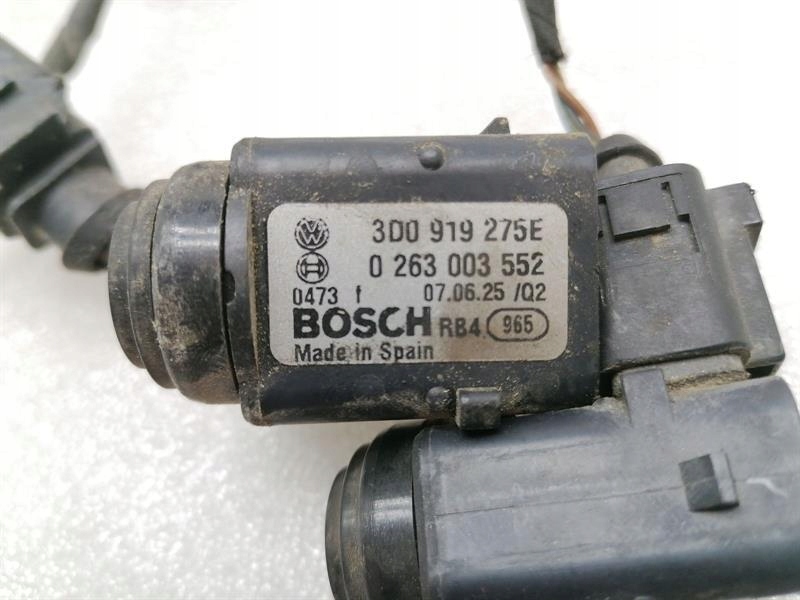 3D0 919 275E
0 263 003 552
0473 f 07.06.25 /Q2
BOSCH RB4 965
Made in Spain